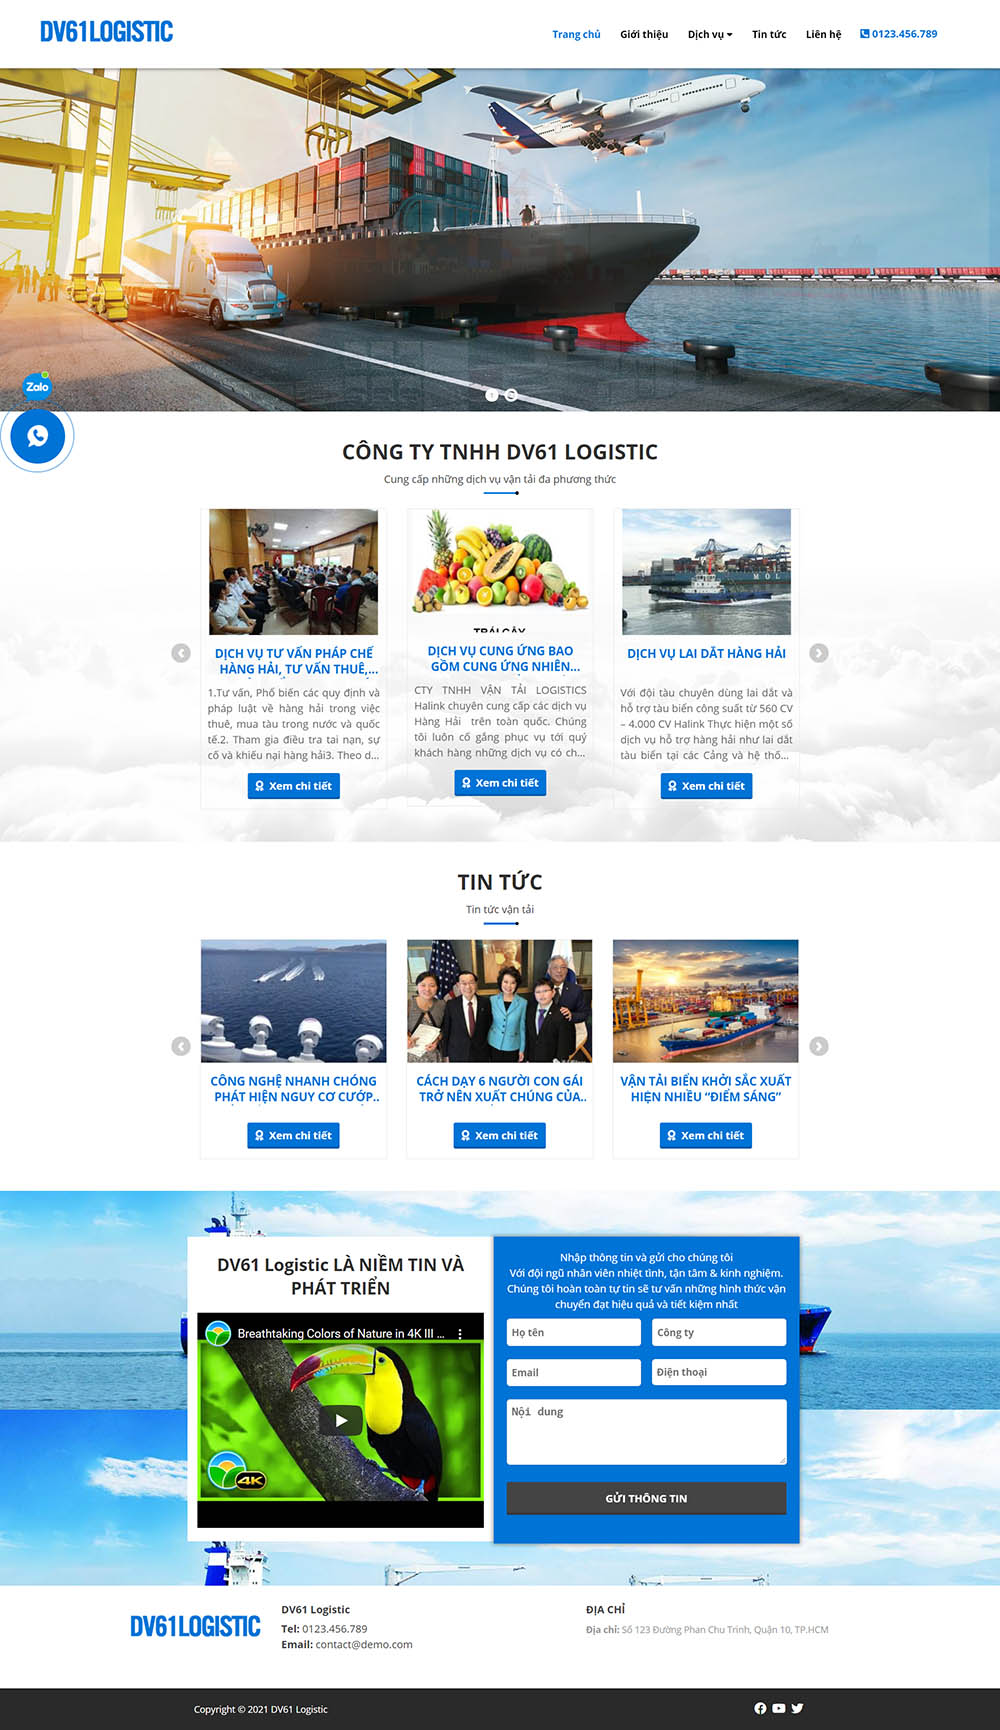 DV61LOGISTIC
Trang chủ Giới thiệu Dịch vụ Tin tức Liên hệ 0123.456.789
Zalo
CÔNG TY TNHH DV61 LOGISTIC
Cung cấp những dịch vụ vận tải đa phương thức
TRÁI CÂY
DỊCH VỤ TƯ VẤN PHÁP CHẾ
HÀNG HẢI, TƯ VẤN THUÊ,...
1.Tư vấn, Phổ biến các quy định và
pháp luật về hàng hải trong việc
thuê, mua tàu trong nước và quốc
tế.2. Tham gia điều tra tai nạn, sự
cố và khiếu nại hàng hải3. Theo d...
Xem chi tiết
DỊCH VỤ CUNG ỨNG BAO
GỒM CUNG ỨNG NHIÊN...
CTY TNHH VẬN TẢI LOGISTICS
Halink chuyên cung cấp các dịch vụ
Hàng Hải trên toàn quốc. Chúng
tôi luôn cố gắng phục vụ tới quý
khách hàng những dịch vụ có ch...
Xem chi tiết
MOL
DỊCH VỤ LAI DẮT HÀNG HẢI
Với đội tàu chuyên dùng lai dắt và
hỗ trợ tàu biển công suất từ 560 CV
– 4.000 CV Halink Thực hiện một số
dịch vụ hỗ trợ hàng hải như lai dắt
tàu biển tại các Cảng và hệ thố...
Xem chi tiết
TIN TỨC
Tin tức vận tải
CÔNG NGHỆ NHANH CHÓNG
PHÁT HIỆN NGUY CƠ CƯỚP..
Xem chi tiết
CÁCH DẠY 6 NGƯỜI CON GÁI
TRỞ NÊN XUẤT CHÚNG CỦA..
Xem chi tiết
VẬN TẢI BIỂN KHỞI SẮC XUẤT
HIỆN NHIỀU “ĐIỂM SÁNG”
Xem chi tiết
DV61 Logistic LÀ NIỀM TIN VÀ
PHÁT TRIỂN
Breathtaking Colors of Nature in 4K III ...
4K
Nhập thông tin và gửi cho chúng tôi
Với đội ngũ nhân viên nhiệt tình, tận tâm & kinh nghiệm.
Chúng tôi hoàn toàn tự tin sẽ tư vấn những hình thức vận
chuyển đạt hiệu quả và tiết kiệm nhất
Họ tên Công ty
Email Điện thoại
Nội dung
GỬI THÔNG TIN
DV61LOGISTIC
DV61 Logistic
Tel: 0123.456.789
Email: contact@demo.com
ĐỊA CHỈ
Địa chỉ: Số 123 Đường Phan Chu Trinh, Quận 10, TP.HCM
Copyright © 2021 DV61 Logistic